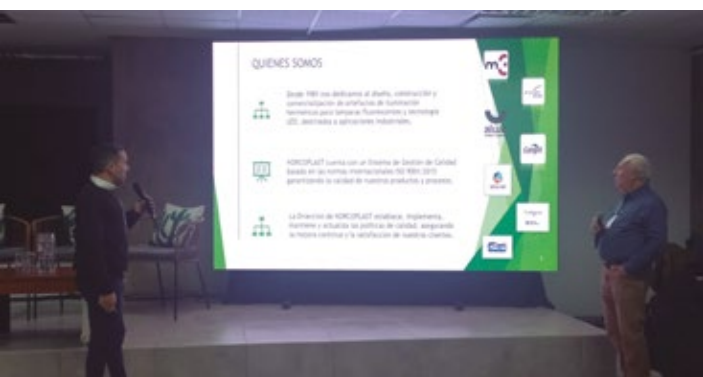 QUIENES SOMOS
Desde 1981 nos dedicamos al diseño, construcción y
comercialización de artefactos de iluminación
herméticos para lámparas fluorescentes y tecnología
LED, destinados a aplicaciones industriales.
NORCOPLAST cuenta con un Sistema de Gestión de Calidad
basado en las normas internacionales ISO 9001:2015
garantizando la calidad de nuestros productos y procesos.
La Dirección de NORCOPLAST establece, implementa,
mantiene y actualiza las políticas de calidad, asegurando
la mejora continua y la satisfacción de nuestros clientes.
m3